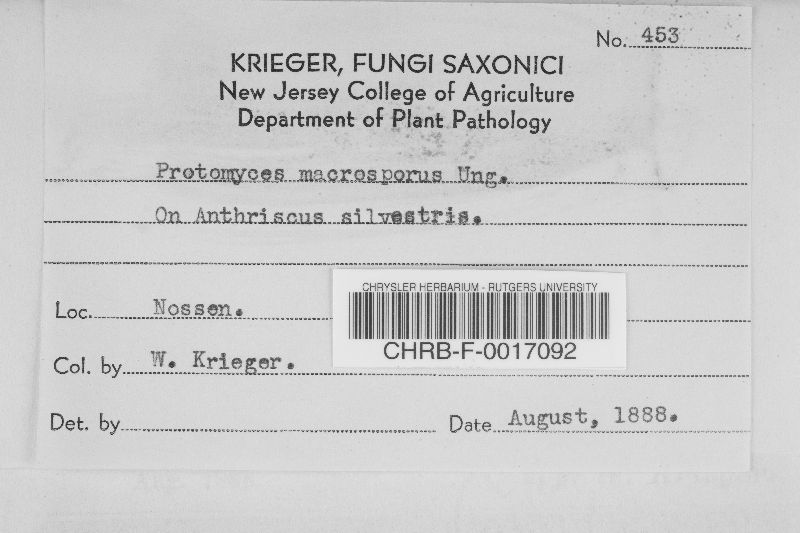 No. 453
KRIEGER, FUNGI SAXONICI
New Jersey College of Agriculture
Department of Plant Pathology
Protomyces macrosporus Ung.
On Anthriscus silvestris.
Loc. Nossen.
CHRYSLER HERBARIUM - RUTGERS UNIVERSITY
CHRB-F-0017092
Col. by W. Krieger.
Det. by
Date August, 1888.